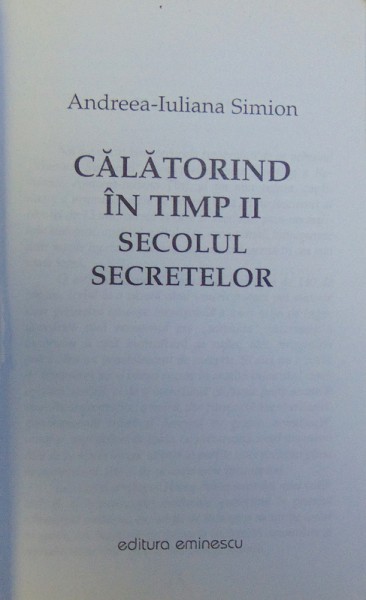 Andreea-Iuliana Simion
CĂLĂTORIND
ÎN TIMP II
SECOLUL
SECRETELOR
editura eminescu